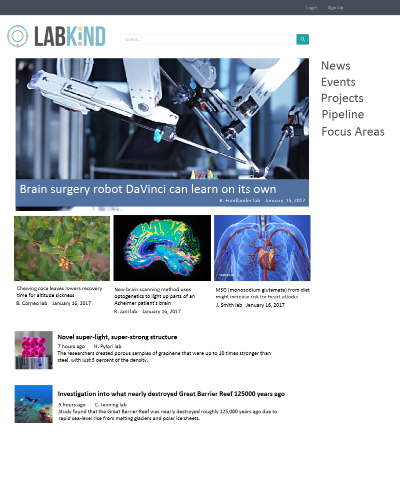 Login Sign Up
LABKIND
Search...
News
Events
Projects
Pipeline
Focus Areas
Brain surgery robot DaVinci can learn on its own
R. Friedlander lab January 15, 2017
Chewing coca leaves lowers recovery
time for altitude sickness
B. Corneo lab January 16, 2017
New brain scanning method uses
optogenetics to light up parts of an
Azheimer patient's brain
R. Jani lab January 16, 2017
MSG (monosodium glutamate) from diet
might increase risk for heart attacks
J. Smith lab January 16, 2017
Novel super-light, super-strong structure
7 hours ago H. Pylori lab
The researchers created porous samples of graphene that were up to 10 times stronger than
steel, with just 5 percent of the density.
Investigation into what nearly destroyed Great Barrier Reef 125000 years ago
5 hours ago C. Jenning lab
Study found that the Great Barrier Reef was nearly destroyed roughly 125,000 years ago due to
rapid sea-level rise from melting glaciers and polar ice sheets.